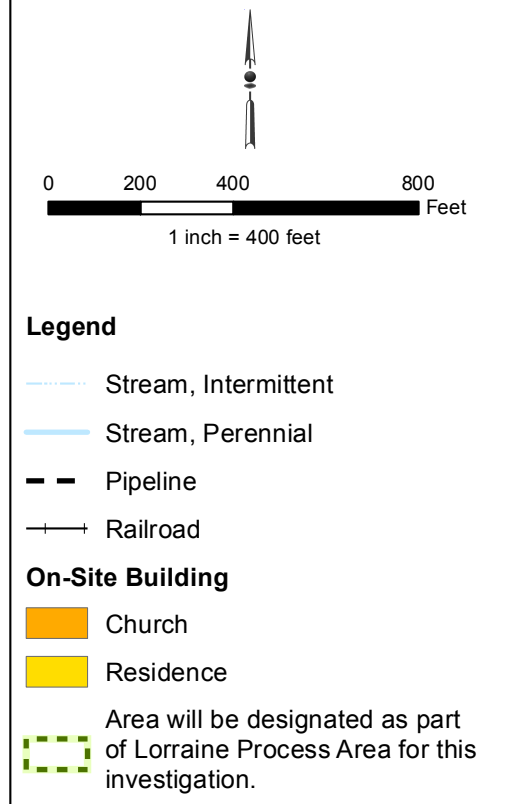 0 200 400 800
Feet
1 inch = 400 feet
Legend
Stream, Intermittent
Stream, Perennial
Pipeline
Railroad
On-Site Building
Church
Residence
Area will be designated as part
of Lorraine Process Area for this
investigation.